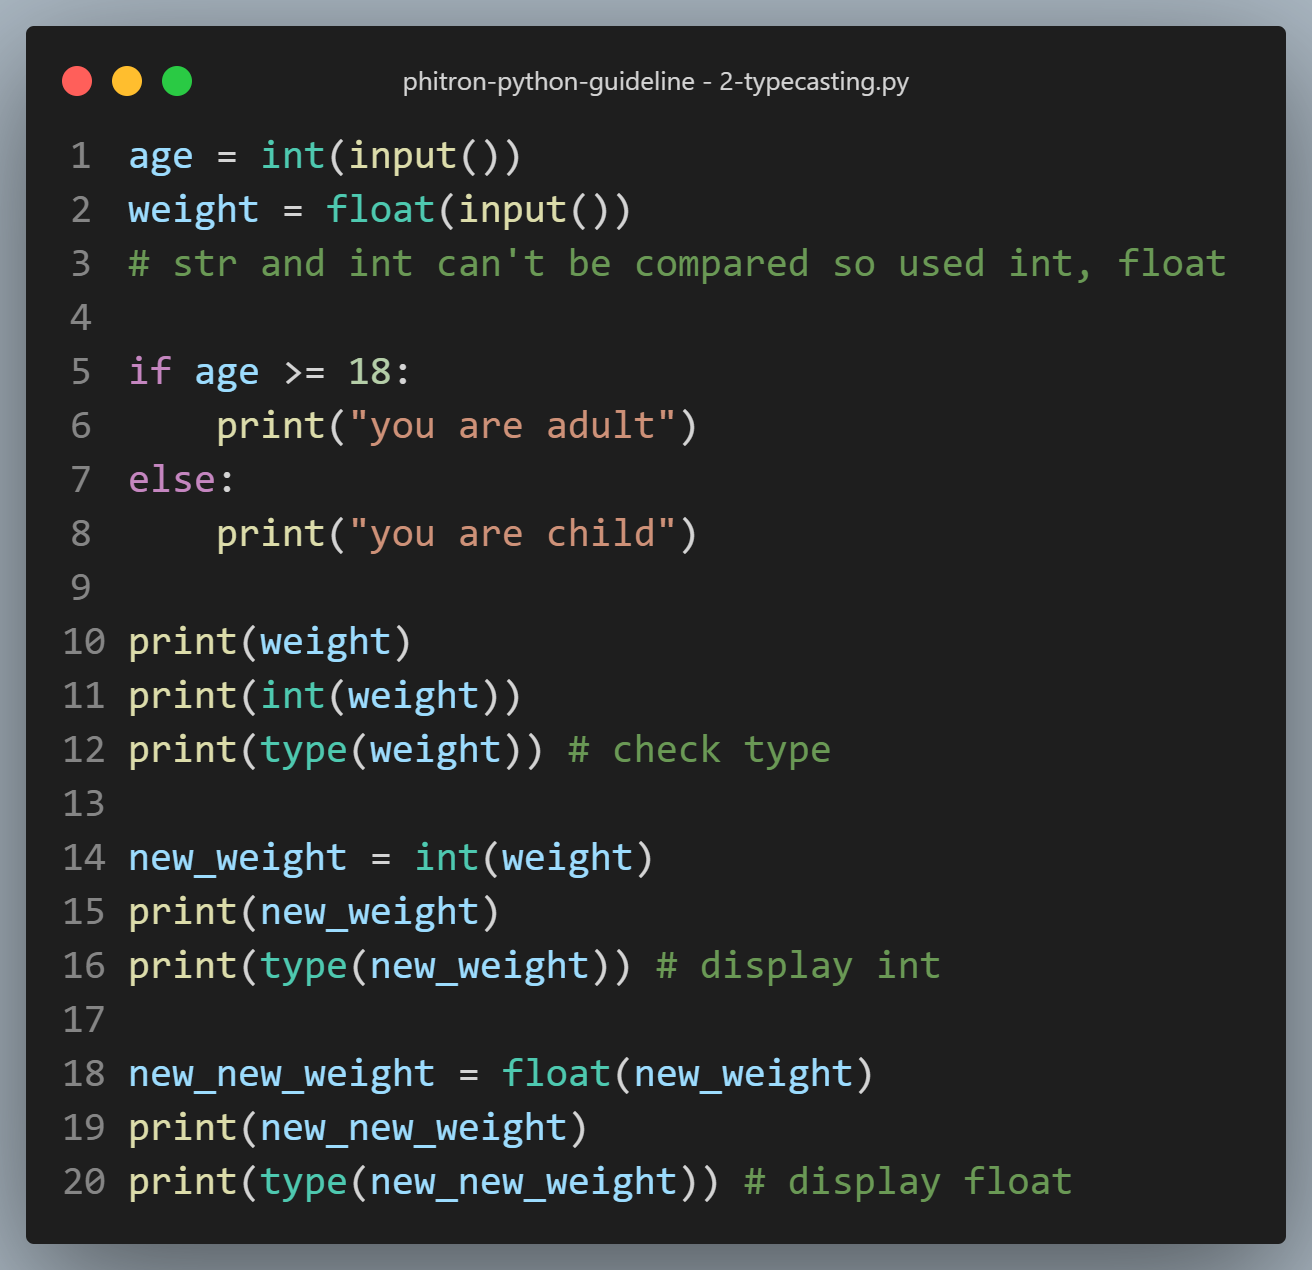 phitron-python-guideline - 2-typecasting.py
1 age = int(input())
2 weight = float(input())
3 # str and int can't be compared so used int, float
4
5 if age >= 18:
6     print("you are adult")
7 else:
8     print("you are child")
9
10 print(weight)
11 print(int(weight))
12 print(type(weight)) # check type
13
14 new_weight = int(weight)
15 print(new_weight)
16 print(type(new_weight)) # display int
17
18 new_new_weight = float(new_weight)
19 print(new_new_weight)
20 print(type(new_new_weight)) # display float